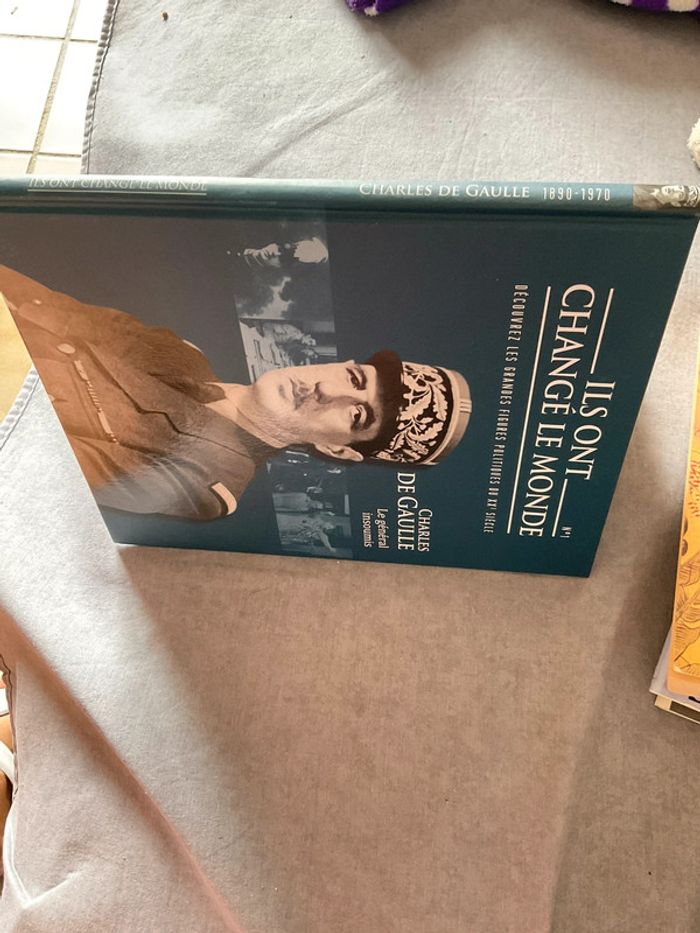 ILS ONT CHANGÉ LE MONDE
CHARLES DE GAULLE 1890-1970
N°1
ILS ONT
CHANGÉ LE MONDE
DÉCOUVREZ LES GRANDES FIGURES POLITIQUES DU XXᵉ SIÈCLE
CHARLES
DE GAULLE
Le général
insoumis